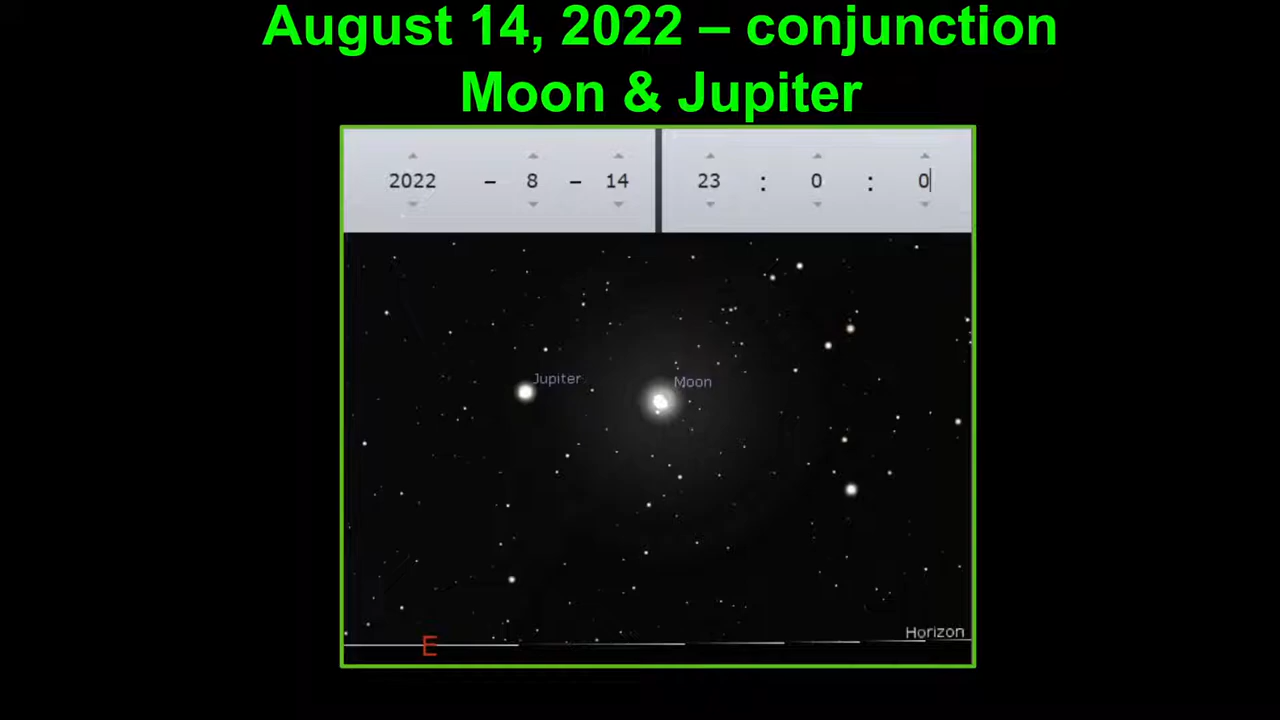 August 14, 2022 – conjunction
Moon & Jupiter
2022 – 8 – 14 23 : 0 : 0
Jupiter
Moon
Horizon
E